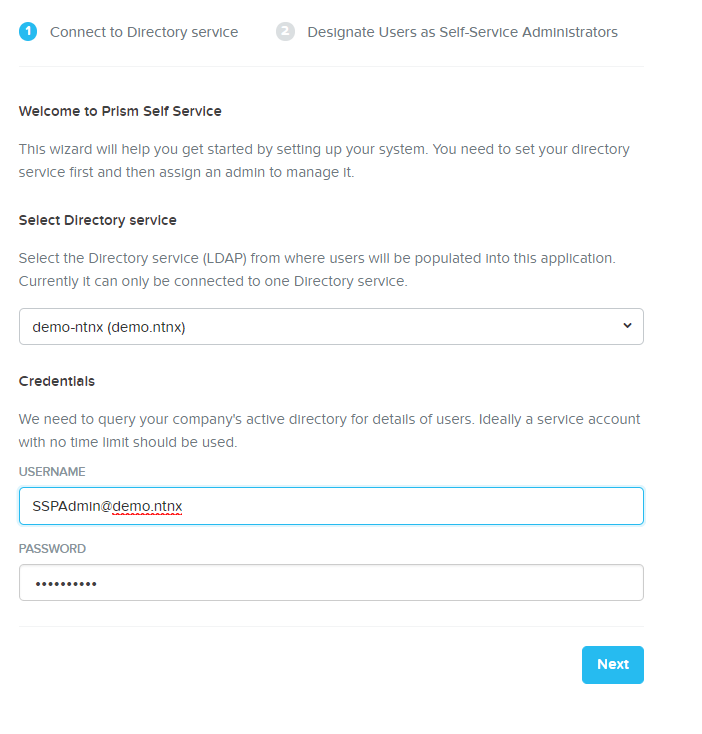 1 Connect to Directory service 2 Designate Users as Self-Service Administrators
Welcome to Prism Self Service
This wizard will help you get started by setting up your system. You need to set your directory
service first and then assign an admin to manage it.
Select Directory service
Select the Directory service (LDAP) from where users will be populated into this application.
Currently it can only be connected to one Directory service.
demo-ntnx (demo.ntnx)
Credentials
We need to query your company's active directory for details of users. Ideally a service account
with no time limit should be used.
USERNAME
SSPAdmin@demo.ntnx
PASSWORD
••••••••••
Next